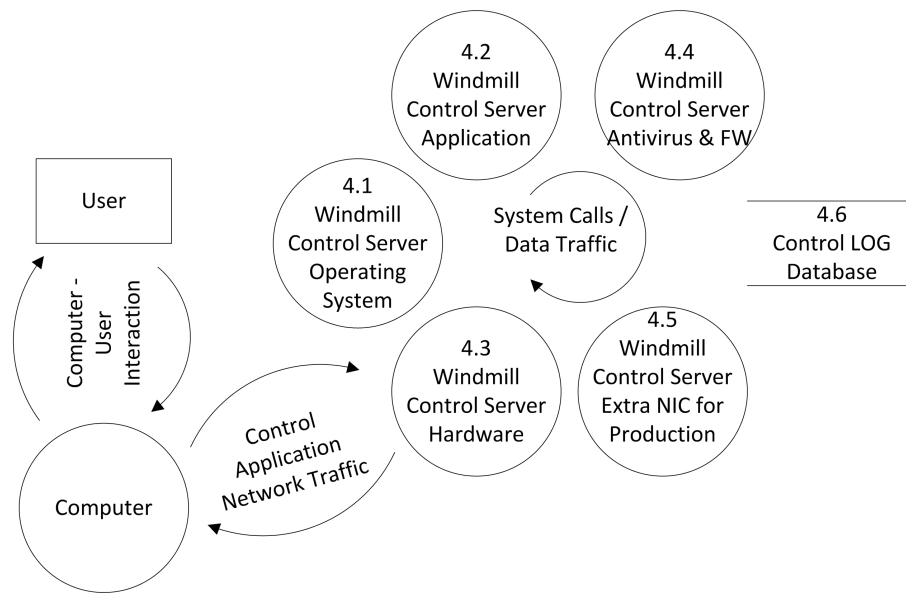 4.2
Windmill
Control Server
Application
4.4
Windmill
Control Server
Antivirus & FW
User
4.1
Windmill
Control Server
Operating
System
System Calls /
Data Traffic
4.6
Control LOG
Database
Computer -
User
Interaction
4.3
Windmill
Control Server
Hardware
4.5
Windmill
Control Server
Extra NIC for
Production
Control
Application
Network Traffic
Computer